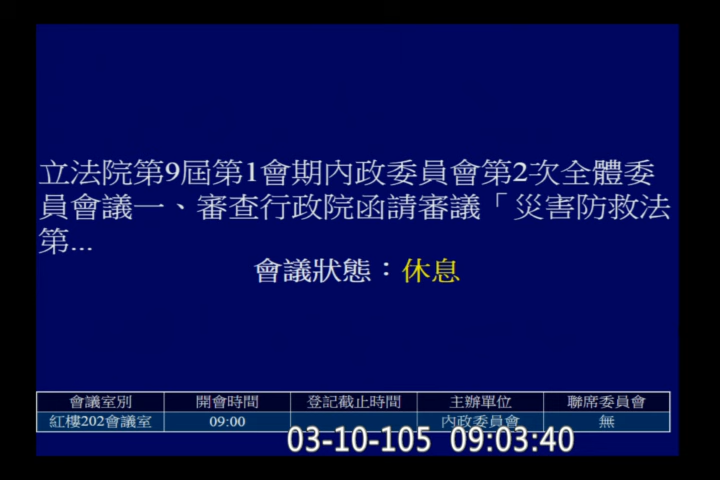 立法院第9屆第1會期內政委員會第2次全體委
員會議一、審查行政院函請審議「災害防救法
第...
會議狀態：休息
會議室別 開會時間 登記截止時間 主辦單位 聯席委員會
紅樓202會議室 09:00 內政委員會 無
03-10-105 09:03:40